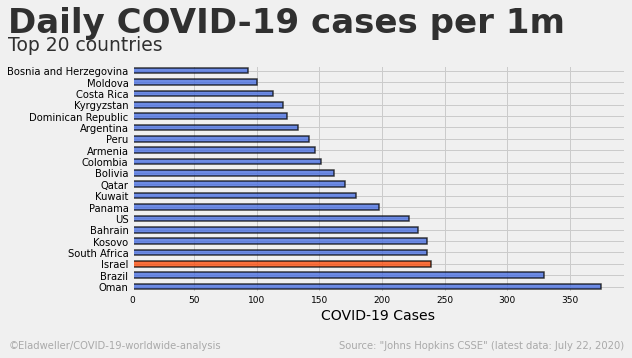 Daily COVID-19 cases per 1m
Top 20 countries
Bosnia and Herzegovina
Moldova
Costa Rica
Kyrgyzstan
Dominican Republic
Argentina
Peru
Armenia
Colombia
Bolivia
Qatar
Kuwait
Panama
US
Bahrain
Kosovo
South Africa
Israel
Brazil
Oman
0 50 100 150 200 250 300 350
COVID-19 Cases
©Eladweller/COVID-19-worldwide-analysis
Source: "Johns Hopkins CSSE" (latest data: July 22, 2020)